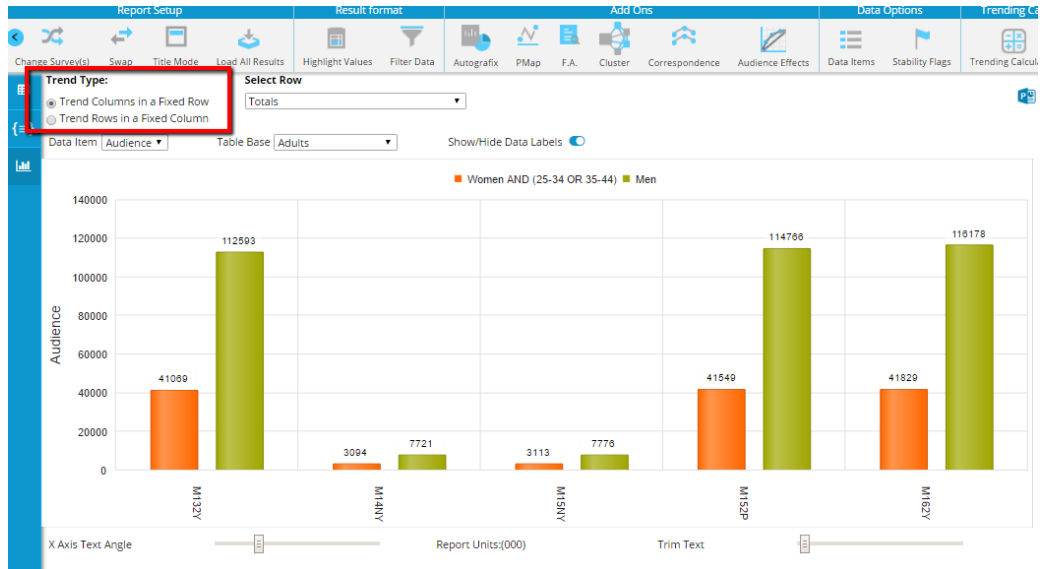 Report Setup Result format Add Ons Data Options Trending Ca
Change Survey(s) Swap Title Mode Load All Results Highlight Values Filter Data Autografix PMap F.A. Cluster Correspondence Audience Effects Data Items Stability Flags Trending Calcul
Trend Type: Select Row
Trend Columns in a Fixed Row Totals
Trend Rows in a Fixed Column
Data Item Audience Table Base Adults Show/Hide Data Labels
Women AND (25-34 OR 35-44) Men
140000
120000
100000
80000
60000
40000
20000
0
Audience
41069 112593
3094 7721
3113 7776
41549 114766
41829 116178
M132Y M14NY M15NY M152P M162Y
X Axis Text Angle Report Units:(000) Trim Text